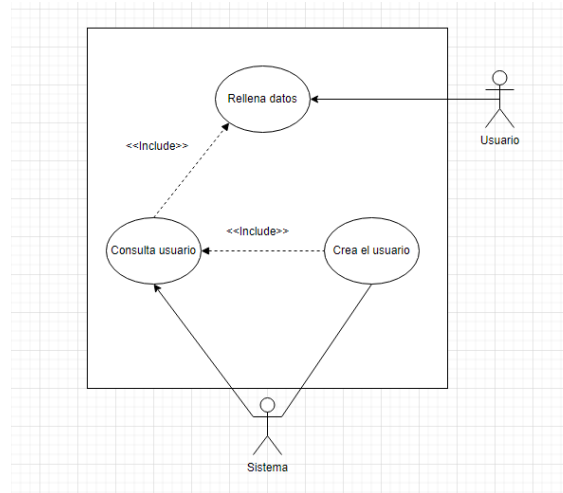 Rellena datos
Usuario
<<Include>>
<<Include>>
Consulta usuario
Crea el usuario
Sistema